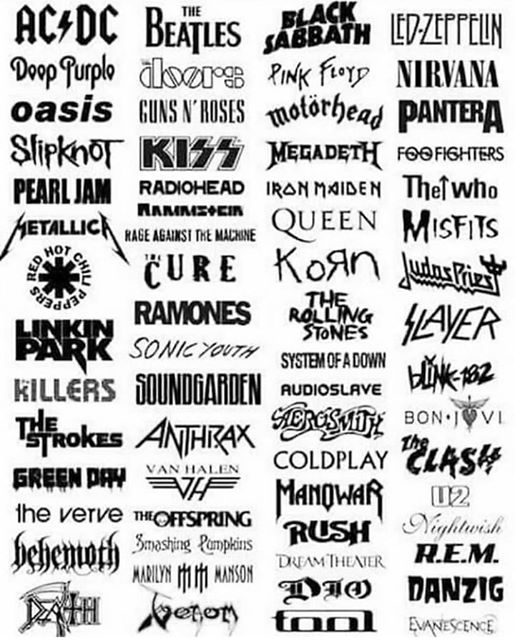 AC/DC
THE BEATLES
BLACK SABBATH
LED-ZEPPELIN
Deep Purple
the doors
PINK FLOYD
NIRVANA
oasis
GUNS N' ROSES
motörhead
PANTERA
SlipKnoT
KISS
MEGADETH
FOO FIGHTERS
PEARL JAM
RADIOHEAD
IRON MAIDEN
The Who
METALLICA
RAMMSTEIN
QUEEN
MISFITS
RAGE AGAINST THE MACHINE
RED HOT CHILI PEPPERS
THE CURE
KoЯn
Judas Priest
LINKIN PARK
RAMONES
THE ROLLING STONES
SLAYER
SONIC YOUTH
SYSTEM OF A DOWN
blink-182
KILLERS
SOUNDGARDEN
AUDIOSLAVE
BON JOVI
THE STROKES
ANTHRAX
AEROSMITH
The CLASH
GREEN DAY
VAN HALEN
VH
COLDPLAY
U2
the verve
THE OFFSPRING
MANOWAR
Nightwish
behemoth
Smashing Pumpkins
RUSH
R.E.M.
MARILYN MANSON
DREAM THEATER
DEATH
Venom
DIO
DANZIG
tool
EVANESCENCE